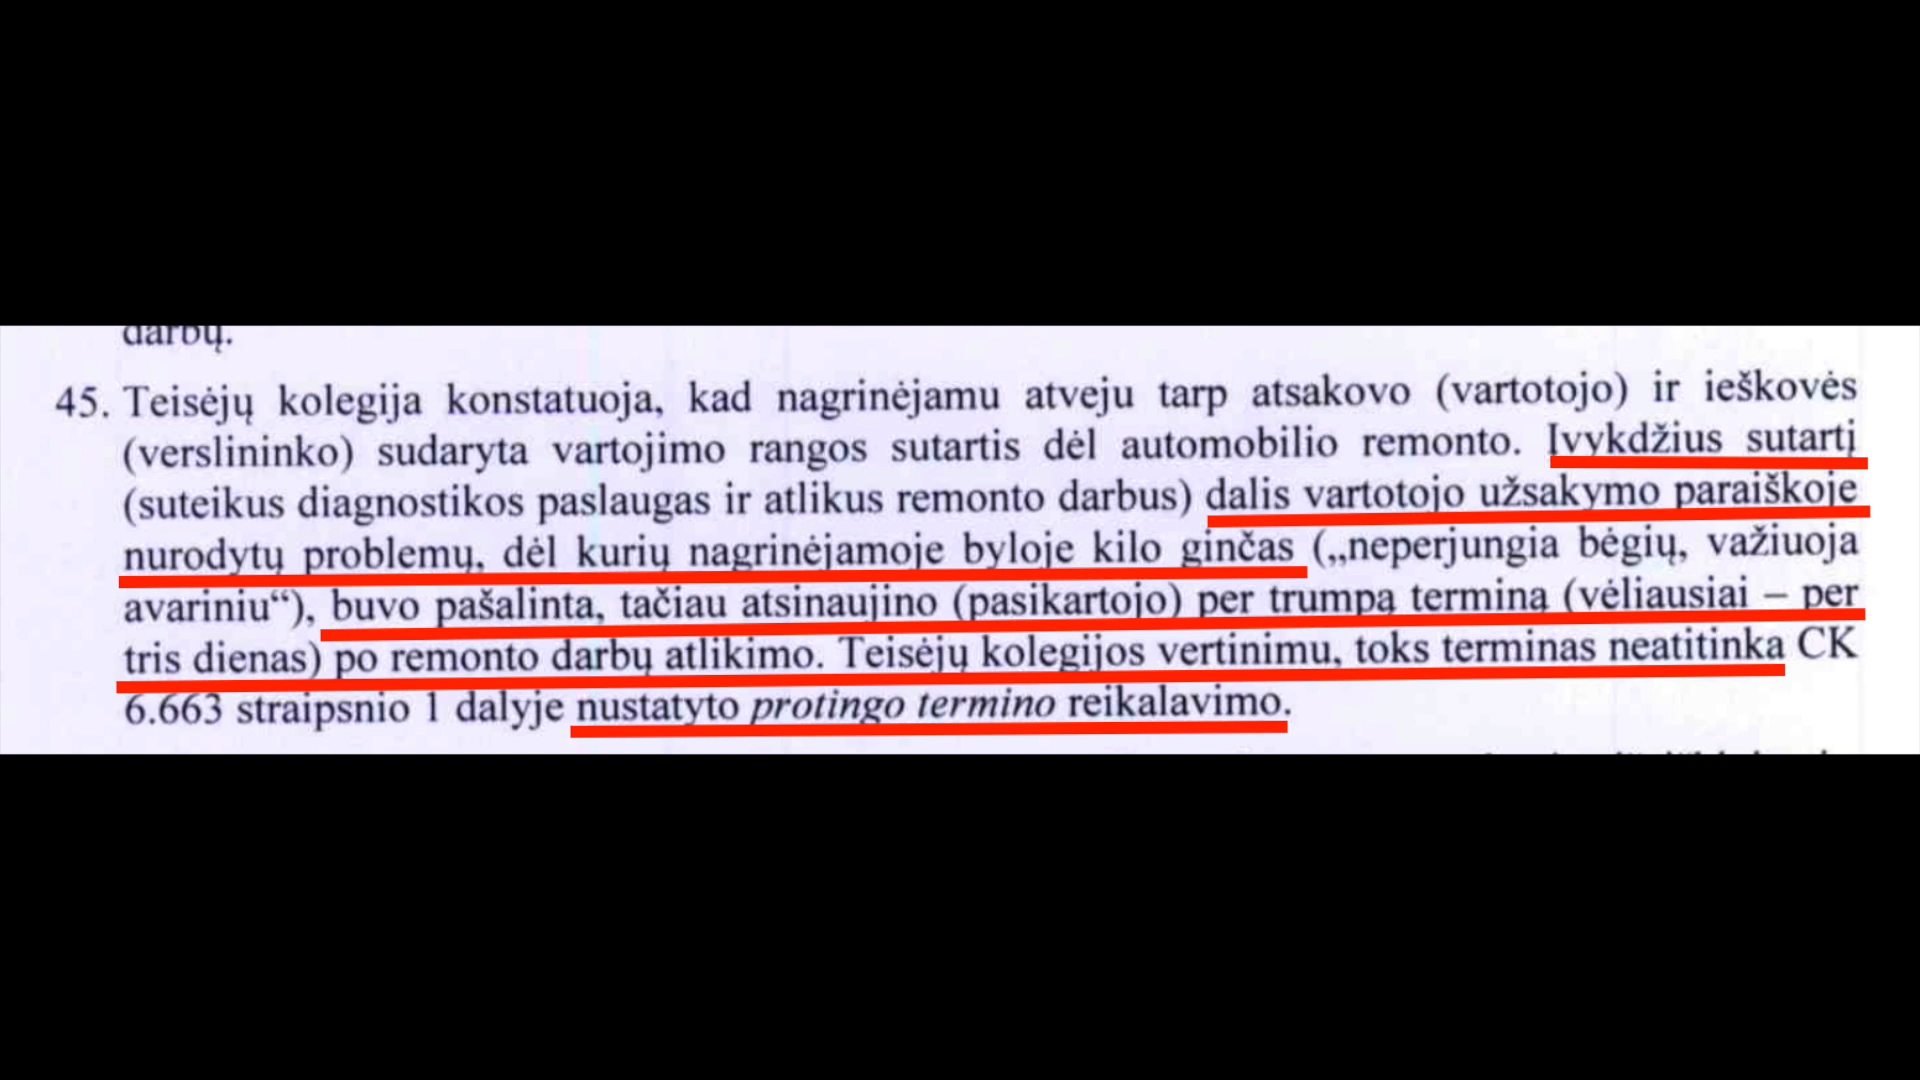 darbų.
45. Teisėjų kolegija konstatuoja, kad nagrinėjamu atveju tarp atsakovo (vartotojo) ir ieškovės
(verslininko) sudaryta vartojimo rangos sutartis dėl automobilio remonto. Įvykdžius sutartį
(suteikus diagnostikos paslaugas ir atlikus remonto darbus) dalis vartotojo užsakymo paraiškoje
nurodytų problemų, dėl kurių nagrinėjamoje byloje kilo ginčas („neperjungia bėgių, važiuoja
avariniu“), buvo pašalinta, tačiau atsinaujino (pasikartojo) per trumpą terminą (vėliausiai – per
tris dienas) po remonto darbų atlikimo. Teisėjų kolegijos vertinimu, toks terminas neatitinka CK
6.663 straipsnio 1 dalyje nustatyto protingo termino reikalavimo.